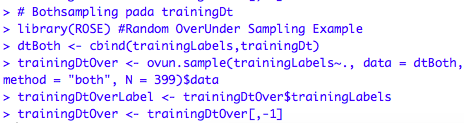 > # Bothsampling pada trainingDt
> library(ROSE) #Random OverUnder Sampling Example
> dtBoth <- cbind(trainingLabels,trainingDt)
> trainingDtOver <- ovun.sample(trainingLabels~., data = dtBoth,
method = "both", N = 399)$data
> trainingDtOverLabel <- trainingDtOver$trainingLabels
> trainingDtOver <- trainingDtOver[,-1]